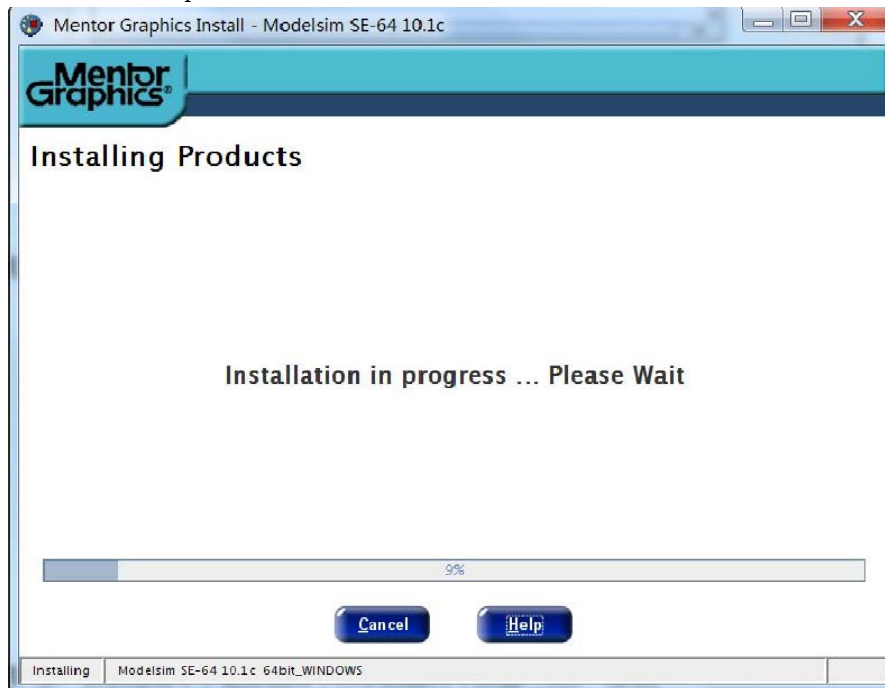 Mentor Graphics Install - Modelsim SE-64 10.1c
Mentor
Graphics®
Installing Products
Installation in progress ... Please Wait
9%
Cancel
Help
Installing
Modelsim SE-64 10.1c 64bit_WINDOWS